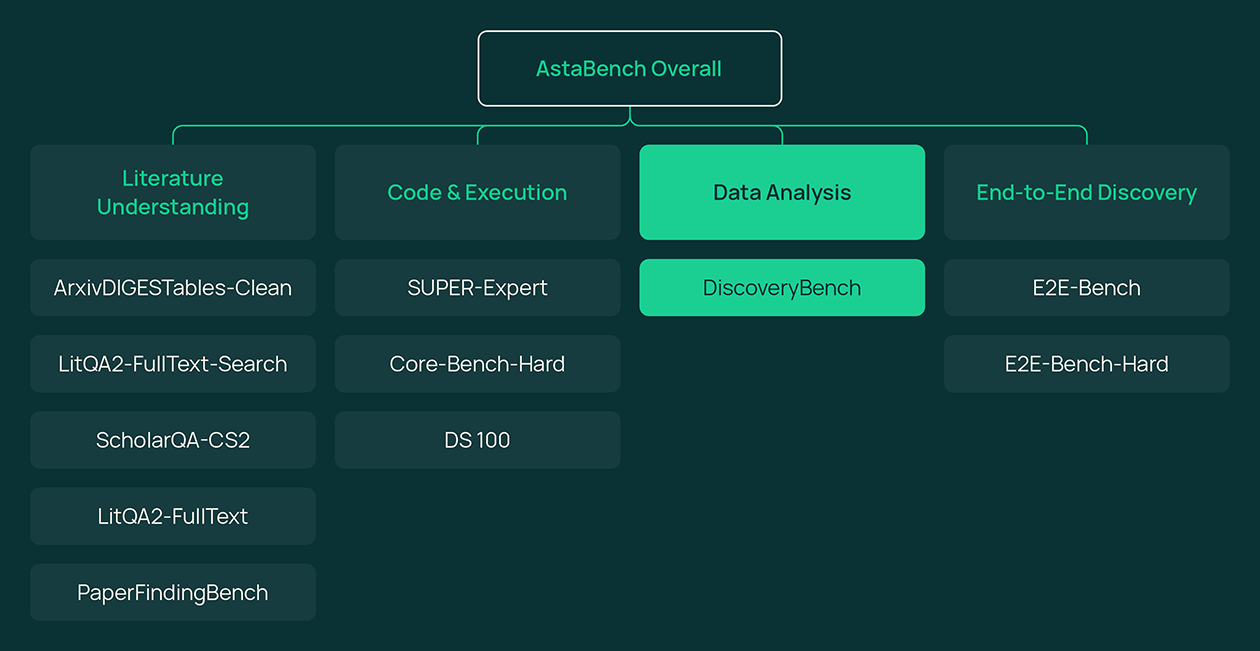 AstaBench Overall
Literature
Understanding
Code & Execution
Data Analysis
End-to-End Discovery
ArxivDIGESTables-Clean
SUPER-Expert
DiscoveryBench
E2E-Bench
LitQA2-FullText-Search
Core-Bench-Hard
E2E-Bench-Hard
ScholarQA-CS2
DS 100
LitQA2-FullText
PaperFindingBench